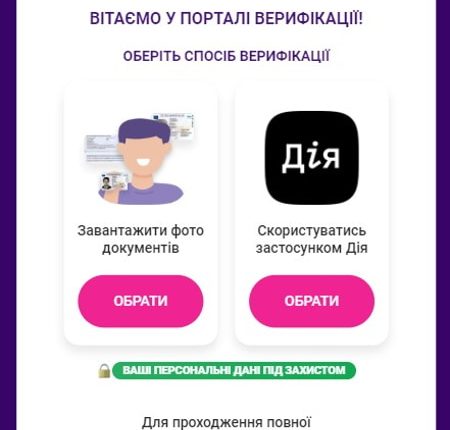 ВІТАЄМО У ПОРТАЛІ ВЕРИФІКАЦІЇ!
ОБЕРІТЬ СПОСІБ ВЕРИФІКАЦІЇ
Завантажити фото
документів
ОБРАТИ
Дія
Скористуватись
застосунком Дія
ОБРАТИ
ВАШІ ПЕРСОНАЛЬНІ ДАНІ ПІД ЗАХИСТОМ
Для проходження повної